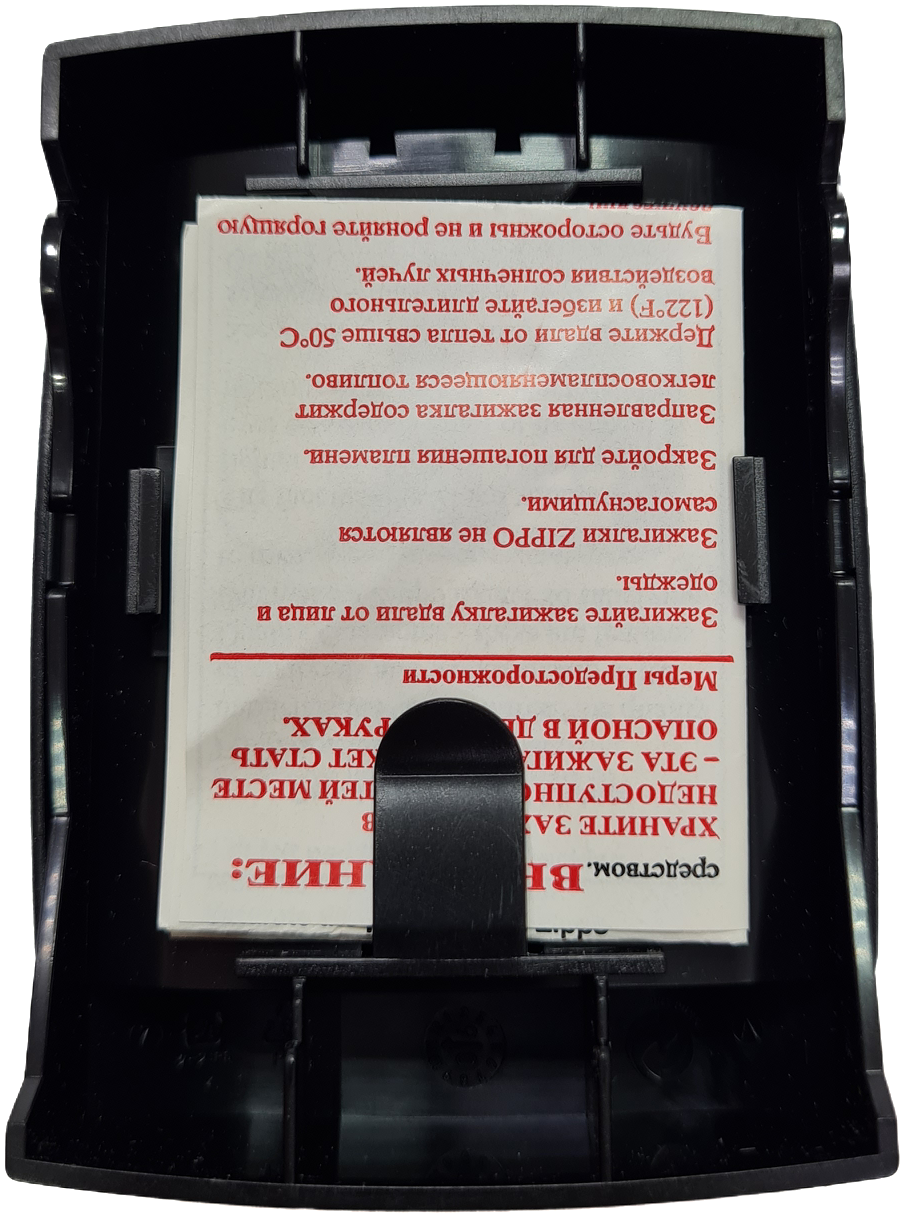 средством. ВНИМАНИЕ:
ХРАНИТЕ В
НЕДОСТУПНОМ МЕСТЕ
– ЭТА СТАТЬ
ОПАСНОЙ В РУКАХ.
Меры Предосторожности
Зажигайте зажигалку вдали от лица и
одежды.
Зажигалки ZIPPO не являются
самогаснущими.
Закройте для погашения пламени.
Заправленная зажигалка содержит
легковоспламеняющееся топливо.
Держите вдали от тепла свыше 50°C
(122°F) и избегайте длительного
воздействия солнечных лучей.
Будьте осторожны и не роняйте горящую